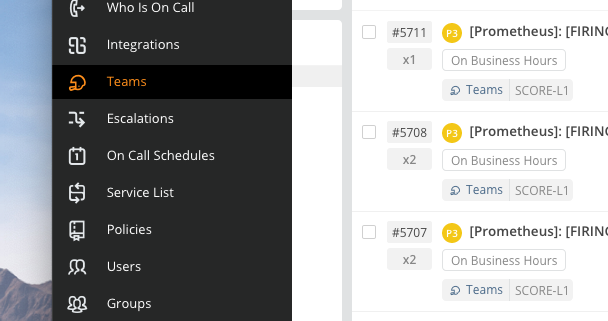 Who Is On Call
Integrations
Teams
Escalations
On Call Schedules
Service List
Policies
Users
Groups
#5711 P3 [Prometheus]: [FIRING
x1 On Business Hours
Teams SCORE-L1
#5708 P3 [Prometheus]: [FIRING
x2 On Business Hours
Teams SCORE-L1
#5707 P3 [Prometheus]: [FIRING
x2 On Business Hours
Teams SCORE-L1